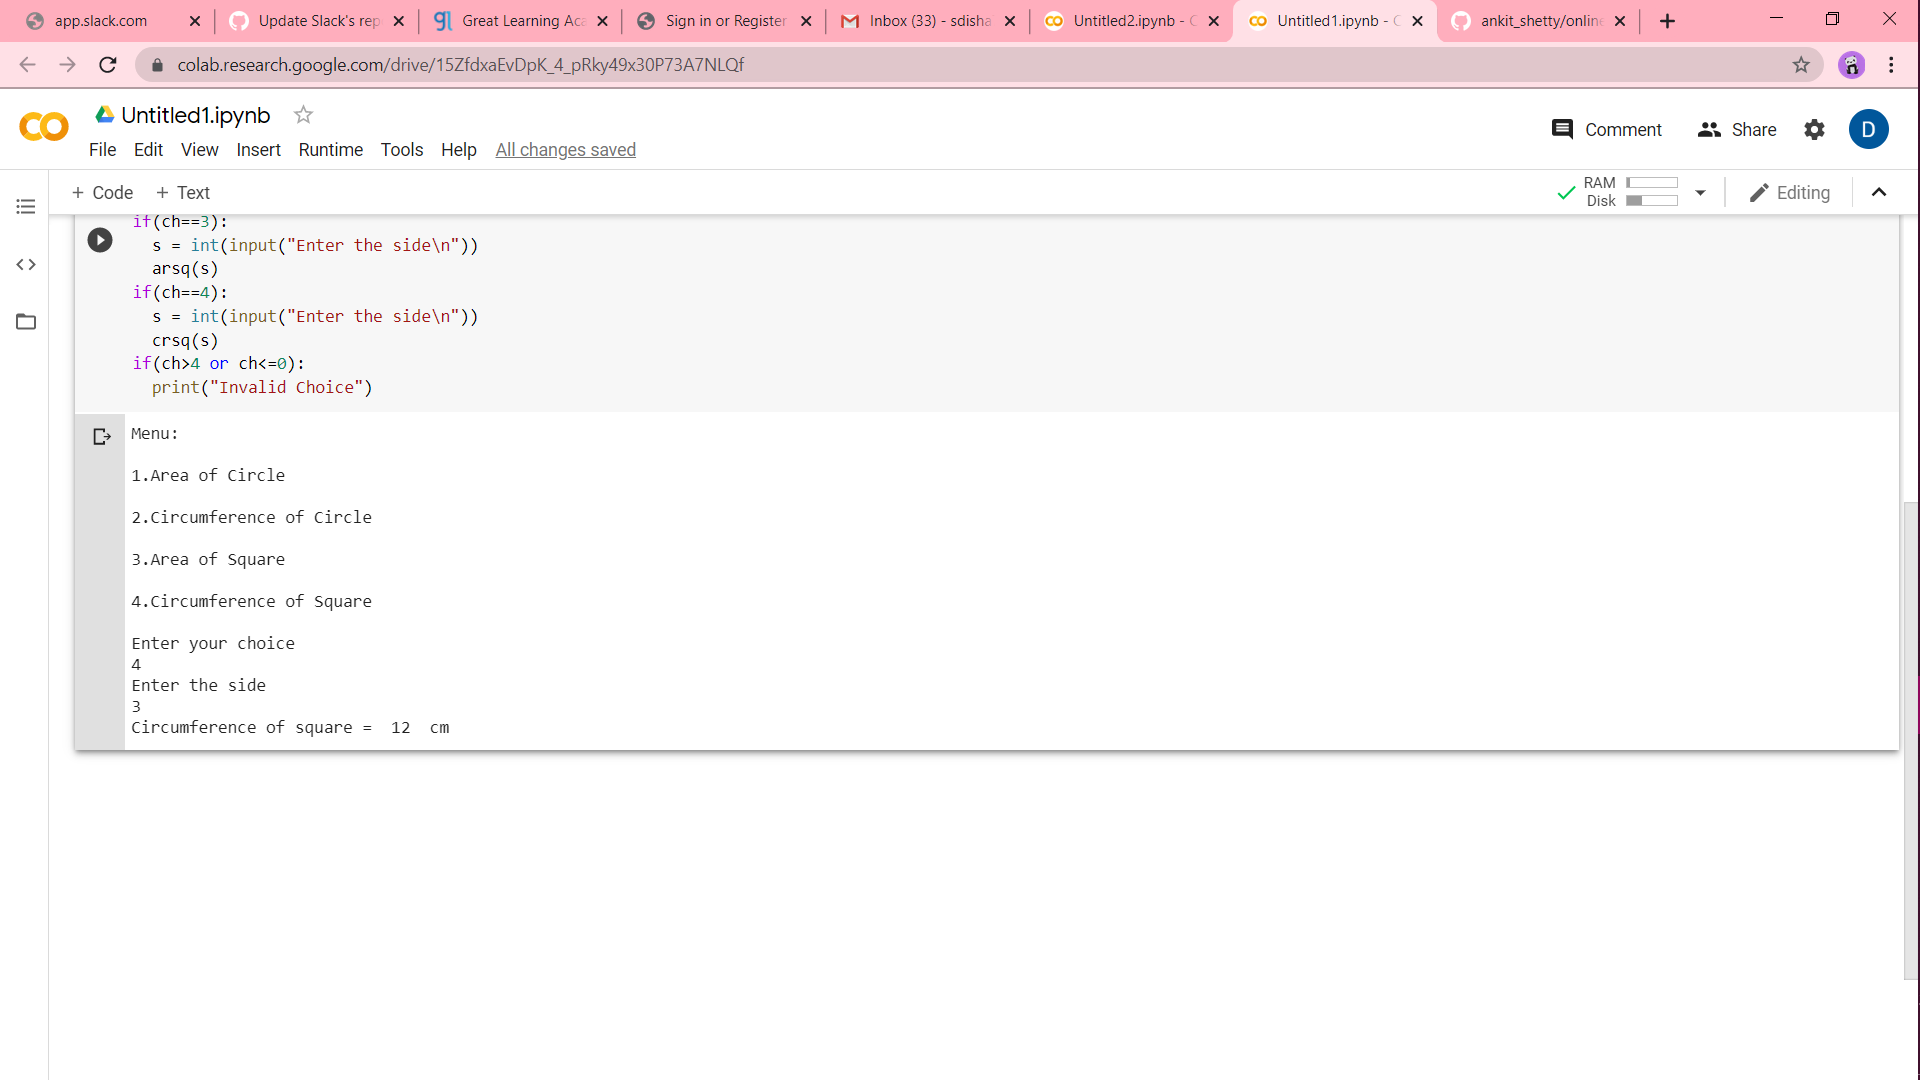 app.slack.com
Update Slack's rep
Great Learning Aca
Sign in or Register
Inbox (33) - sdisha
Untitled2.ipynb - C
Untitled1.ipynb - C
ankit_shetty/online
colab.research.google.com/drive/15ZfdxaEvDpK_4_pRky49x30P73A7NLQf
Untitled1.ipynb
Comment
Share
D
File Edit View Insert Runtime Tools Help All changes saved
+ Code + Text
RAM
Disk
Editing
if(ch==3):
s = int(input("Enter the side\n"))
arsq(s)
if(ch==4):
s = int(input("Enter the side\n"))
crsq(s)
if(ch>4 or ch<=0):
print("Invalid Choice")
Menu:
1.Area of Circle
2.Circumference of Circle
3.Area of Square
4.Circumference of Square
Enter your choice
4
Enter the side
3
Circumference of square =  12  cm